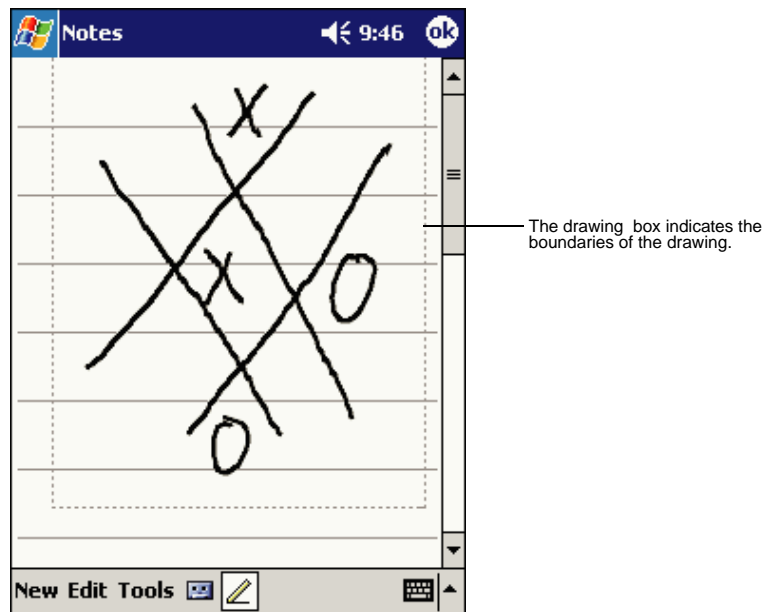 Notes 9:46 ok
X
X
O
The drawing box indicates the
boundaries of the drawing.
O
New Edit Tools